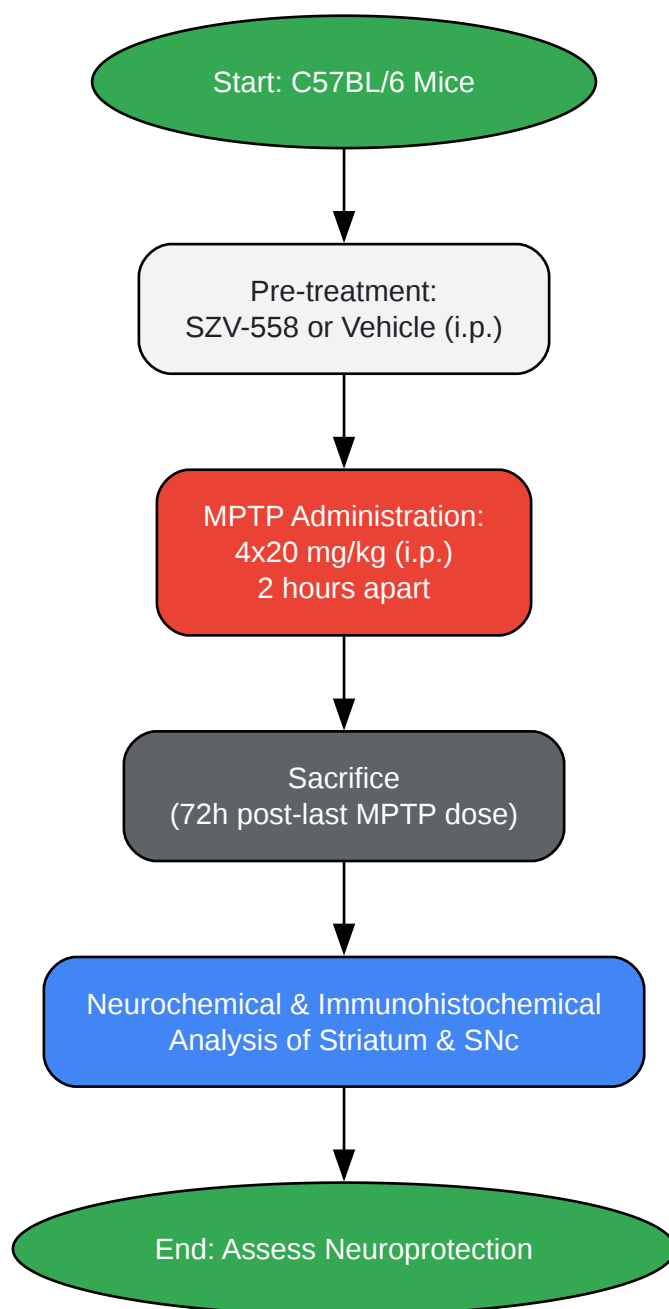 Start: C57BL/6 Mice
Pre-treatment:
SZV-558 or Vehicle (i.p.)
MPTP Administration:
4x20 mg/kg (i.p.)
2 hours apart
Sacrifice
(72h post-last MPTP dose)
Neurochemical & Immunohistochemical
Analysis of Striatum & SNc
End: Assess Neuroprotection